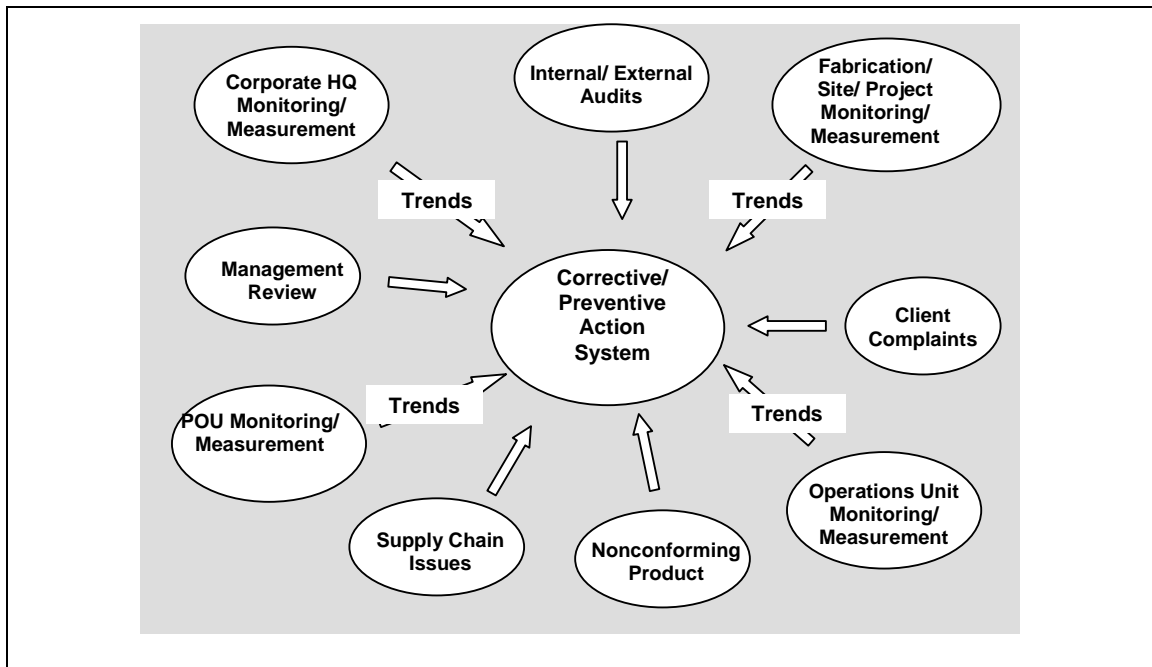 Corporate HQ
Monitoring/
Measurement
Internal/ External
Audits
Fabrication/
Site/ Project
Monitoring/
Measurement
Trends
Trends
Management
Review
Corrective/
Preventive
Action
System
Client
Complaints
POU Monitoring/
Measurement
Trends
Trends
Supply Chain
Issues
Nonconforming
Product
Operations Unit
Monitoring/
Measurement